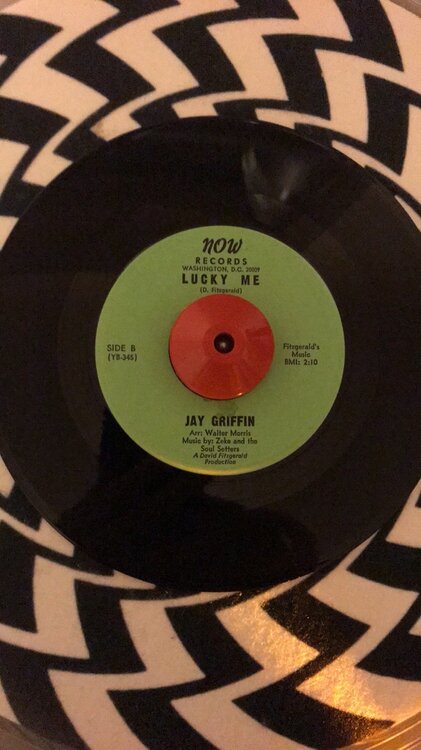 now
RECORDS
WASHINGTON, D.C. 20009
LUCKY ME
(D. Fitzgerald)
SIDE B
(YB-345)
Fitzgerald's
Music
BMI: 2:10
JAY GRIFFIN
Arr: Walter Morris
Music by: Zeke and the
Soul Setters
A David Fitzgerald
Production